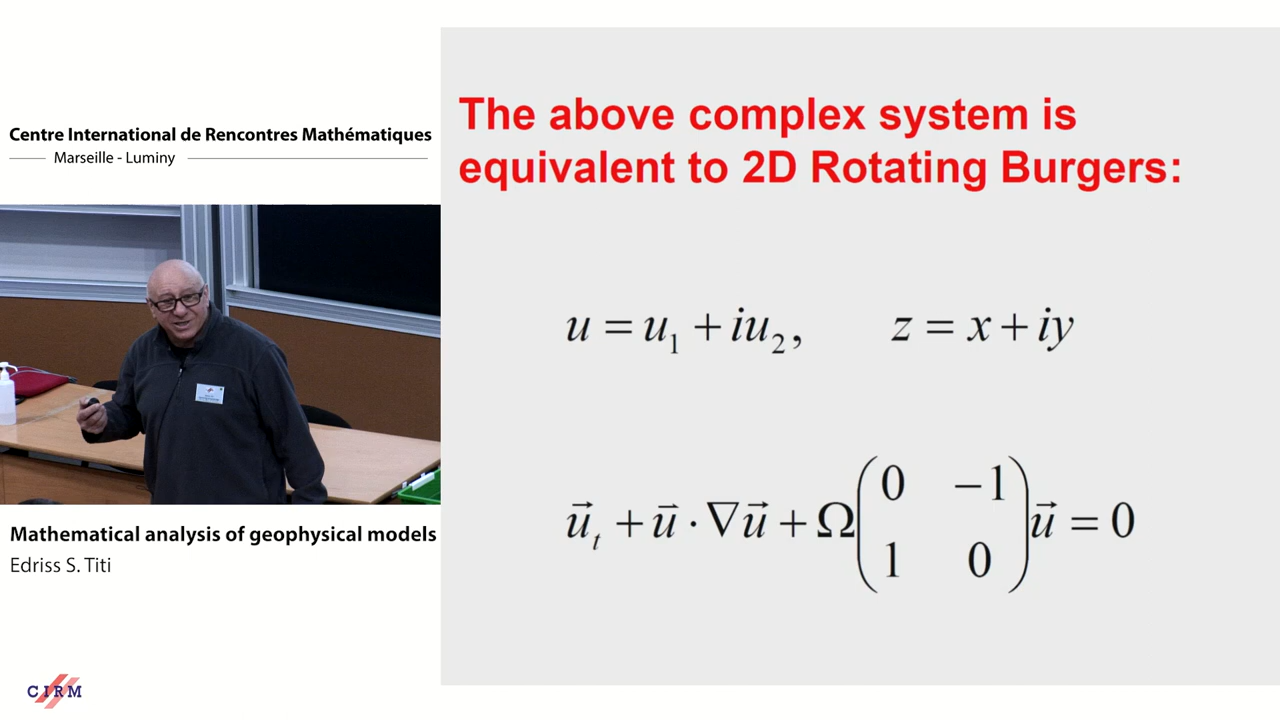 Centre International de Rencontres Mathématiques
Marseille - Luminy
Mathematical analysis of geophysical models
Edriss S. Titi
CIRM
The above complex system is
equivalent to 2D Rotating Burgers:
u = u₁ + iu₂, z = x + iy
u⃗ₜ + u⃗ · ∇u⃗ + Ω(0 −1
1 0)u⃗ = 0